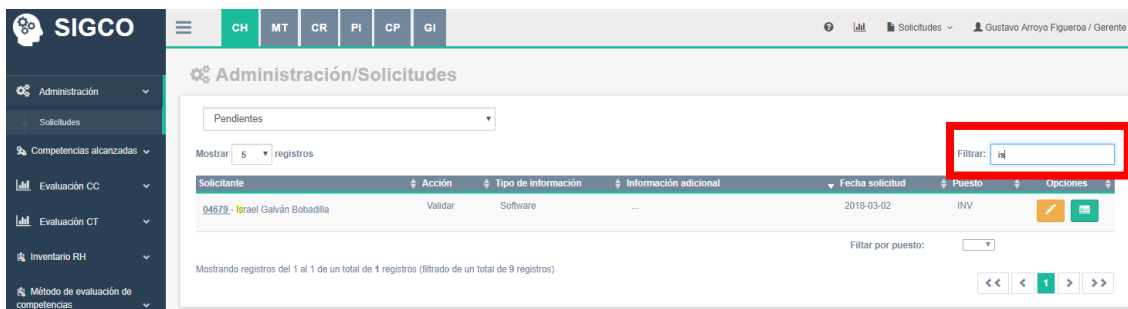 SIGCO
CH MT CR PI CP GI
Solicitudes
Gustavo Arroyo Figueroa / Gerente
Administración/Solicitudes
Administración
Solicitudes
Competencias alcanzadas
Evaluación CC
Evaluación CT
Inventario RH
Método de evaluación de
competencias
Pendientes
Mostrar 5 registros
Filtrar: is
Solicitante Acción Tipo de información Información adicional Fecha solicitud Puesto Opciones
04679 - Israel Galván Bobadilla Validar Software ... 2018-03-02 INV
Filtar por puesto:
Mostrando registros del 1 al 1 de un total de 1 registros (filtrado de un total de 9 registros)
<< < 1 > >>